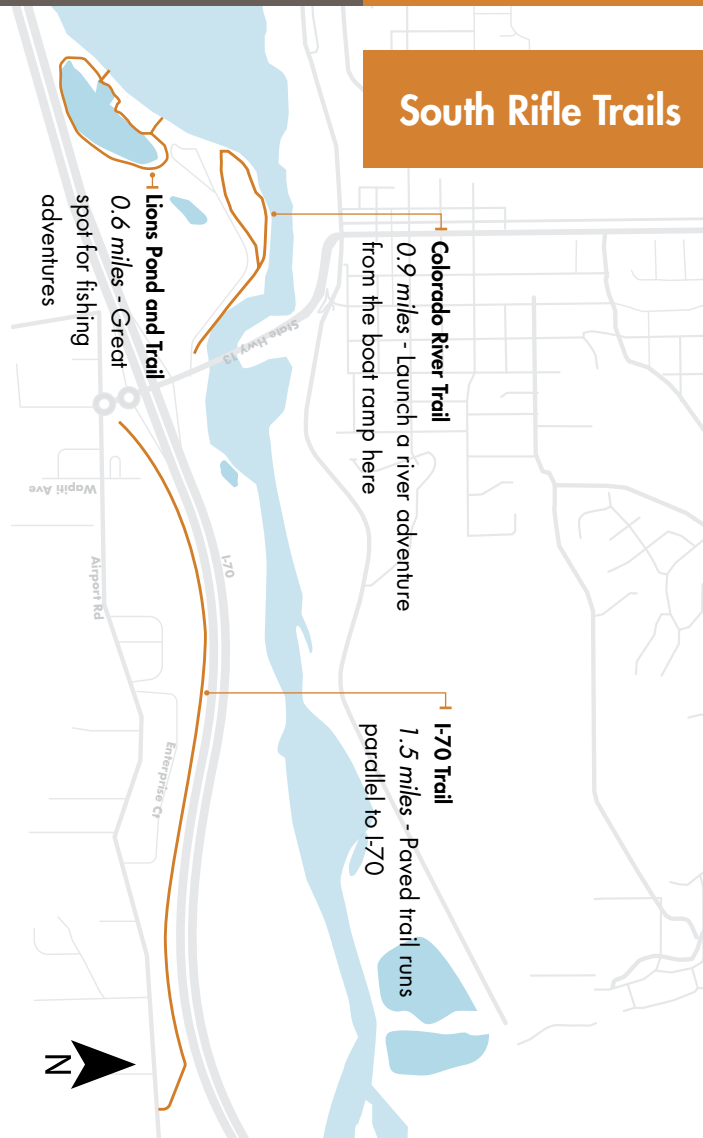 South Rifle Trails
Colorado River Trail
0.9 miles - Launch a river adventure
from the boat ramp here
Lions Pond and Trail
0.6 miles - Great
spot for fishing
adventures
I-70 Trail
1.5 miles - Paved trail runs
parallel to I-70
State Hwy 13
I-70
Wapiti Ave
Airport Rd
Enterprise Ct
N